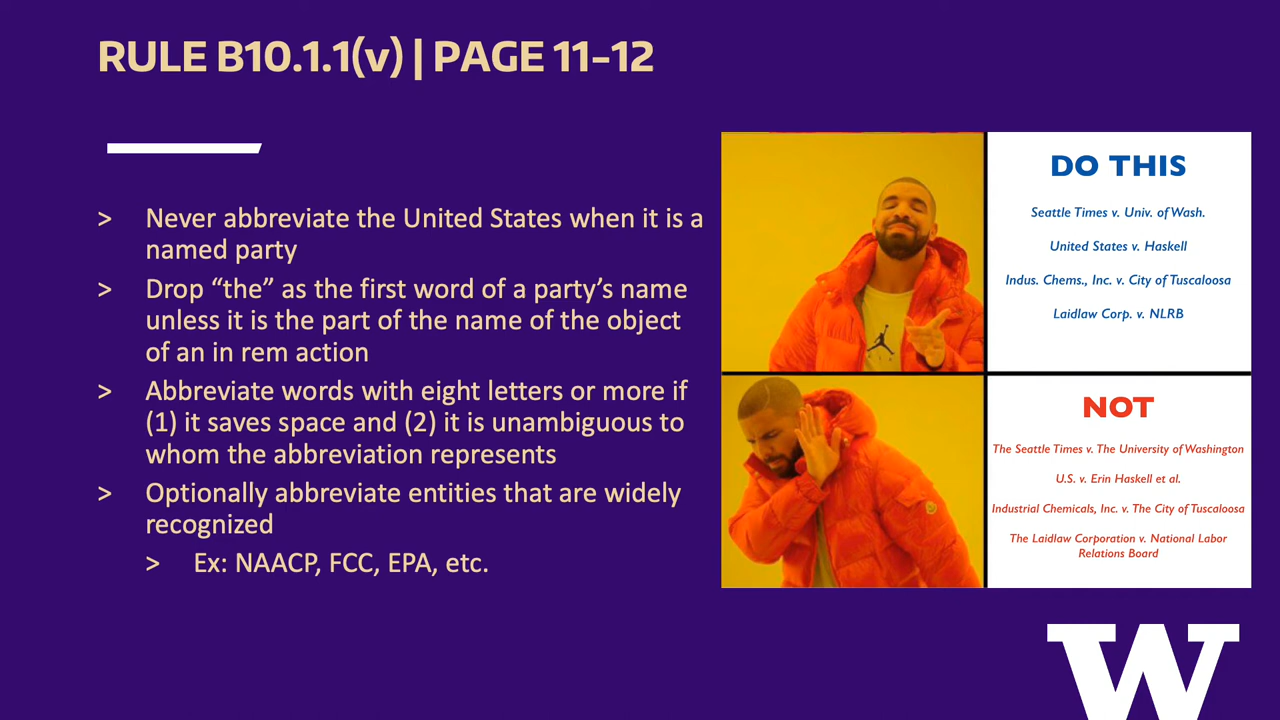 RULE B10.1.1(v) | PAGE 11-12
> Never abbreviate the United States when it is a
named party
> Drop “the” as the first word of a party’s name
unless it is the part of the name of the object
of an in rem action
> Abbreviate words with eight letters or more if
(1) it saves space and (2) it is unambiguous to
whom the abbreviation represents
> Optionally abbreviate entities that are widely
recognized
> Ex: NAACP, FCC, EPA, etc.
DO THIS
Seattle Times v. Univ. of Wash.
United States v. Haskell
Indus. Chems., Inc. v. City of Tuscaloosa
Laidlaw Corp. v. NLRB
NOT
The Seattle Times v. The University of Washington
U.S. v. Erin Haskell et al.
Industrial Chemicals, Inc. v. The City of Tuscaloosa
The Laidlaw Corporation v. National Labor
Relations Board
W